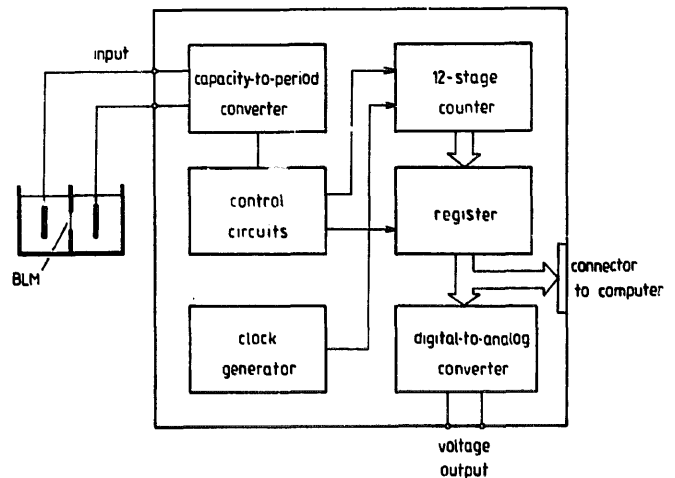 input
capacity-to-period
converter
12-stage
counter
control
circuits
register
BLM
connector
to computer
clock
generator
digital-to-analog
converter
voltage
output